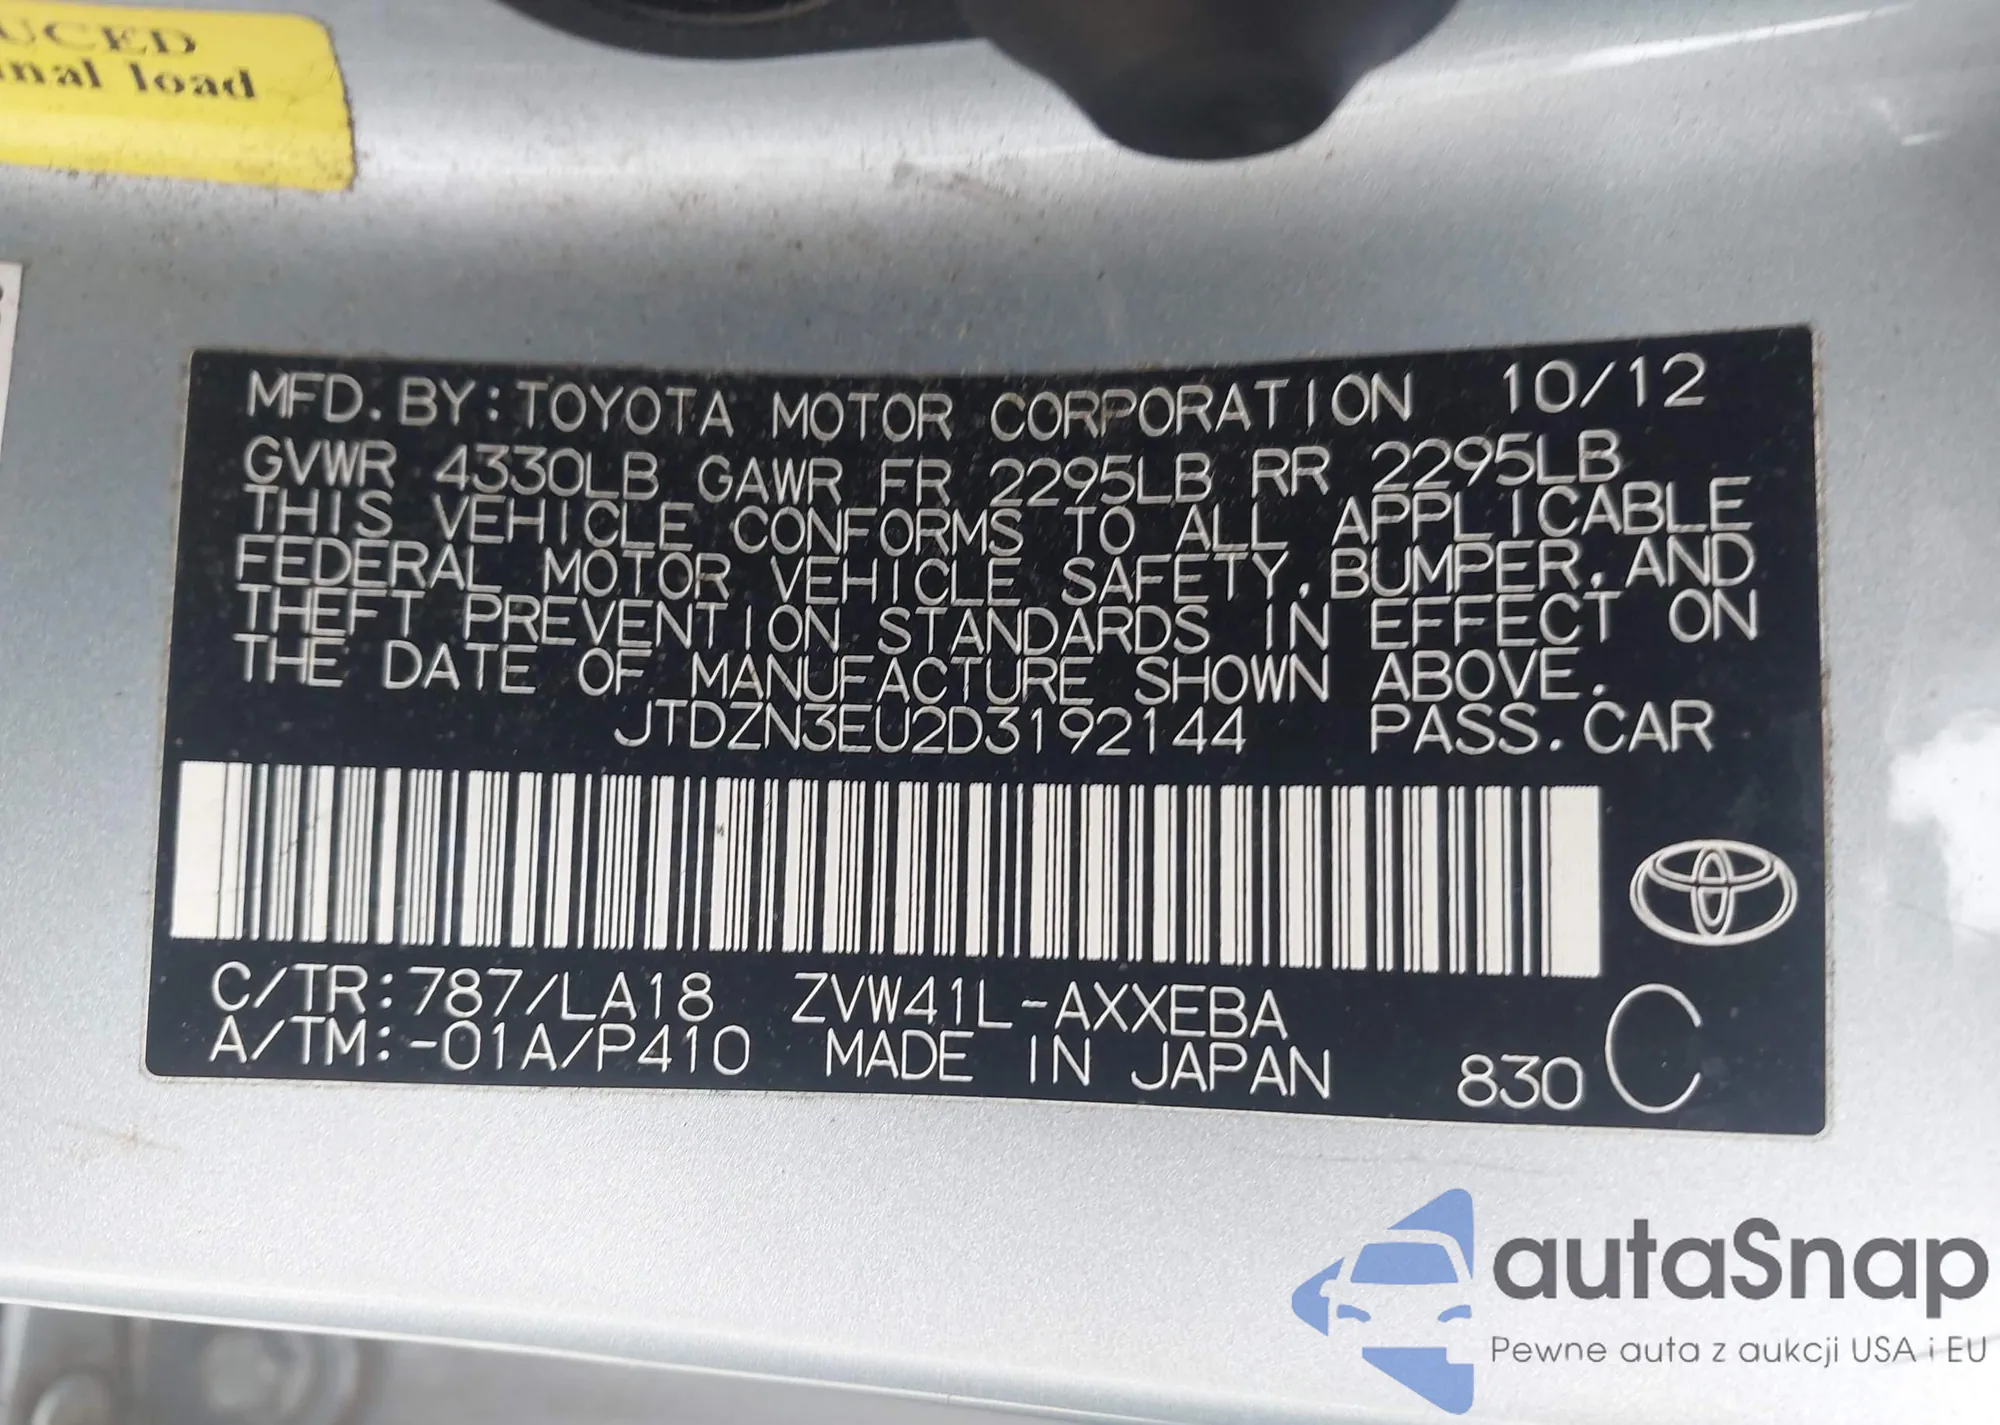 UCED
nal load
MFD. BY: TOYOTA MOTOR CORPORATION 10/12
GVWR 4330LB GAWR FR 2295LB RR 2295LB
THIS VEHICLE CONFORMS TO ALL APPLICABLE
FEDERAL MOTOR VEHICLE SAFETY, BUMPER, AND
THEFT PREVENTION STANDARDS IN EFFECT ON
THE DATE OF MANUFACTURE SHOWN ABOVE.
JTDZN3EU2D3192144 PASS. CAR
C/TR: 787/LA18 ZVW41L-AXXEBA
A/TM: -01A/P410 MADE IN JAPAN 830 C
autaSnap
Pewne auta z aukcji USA i EU